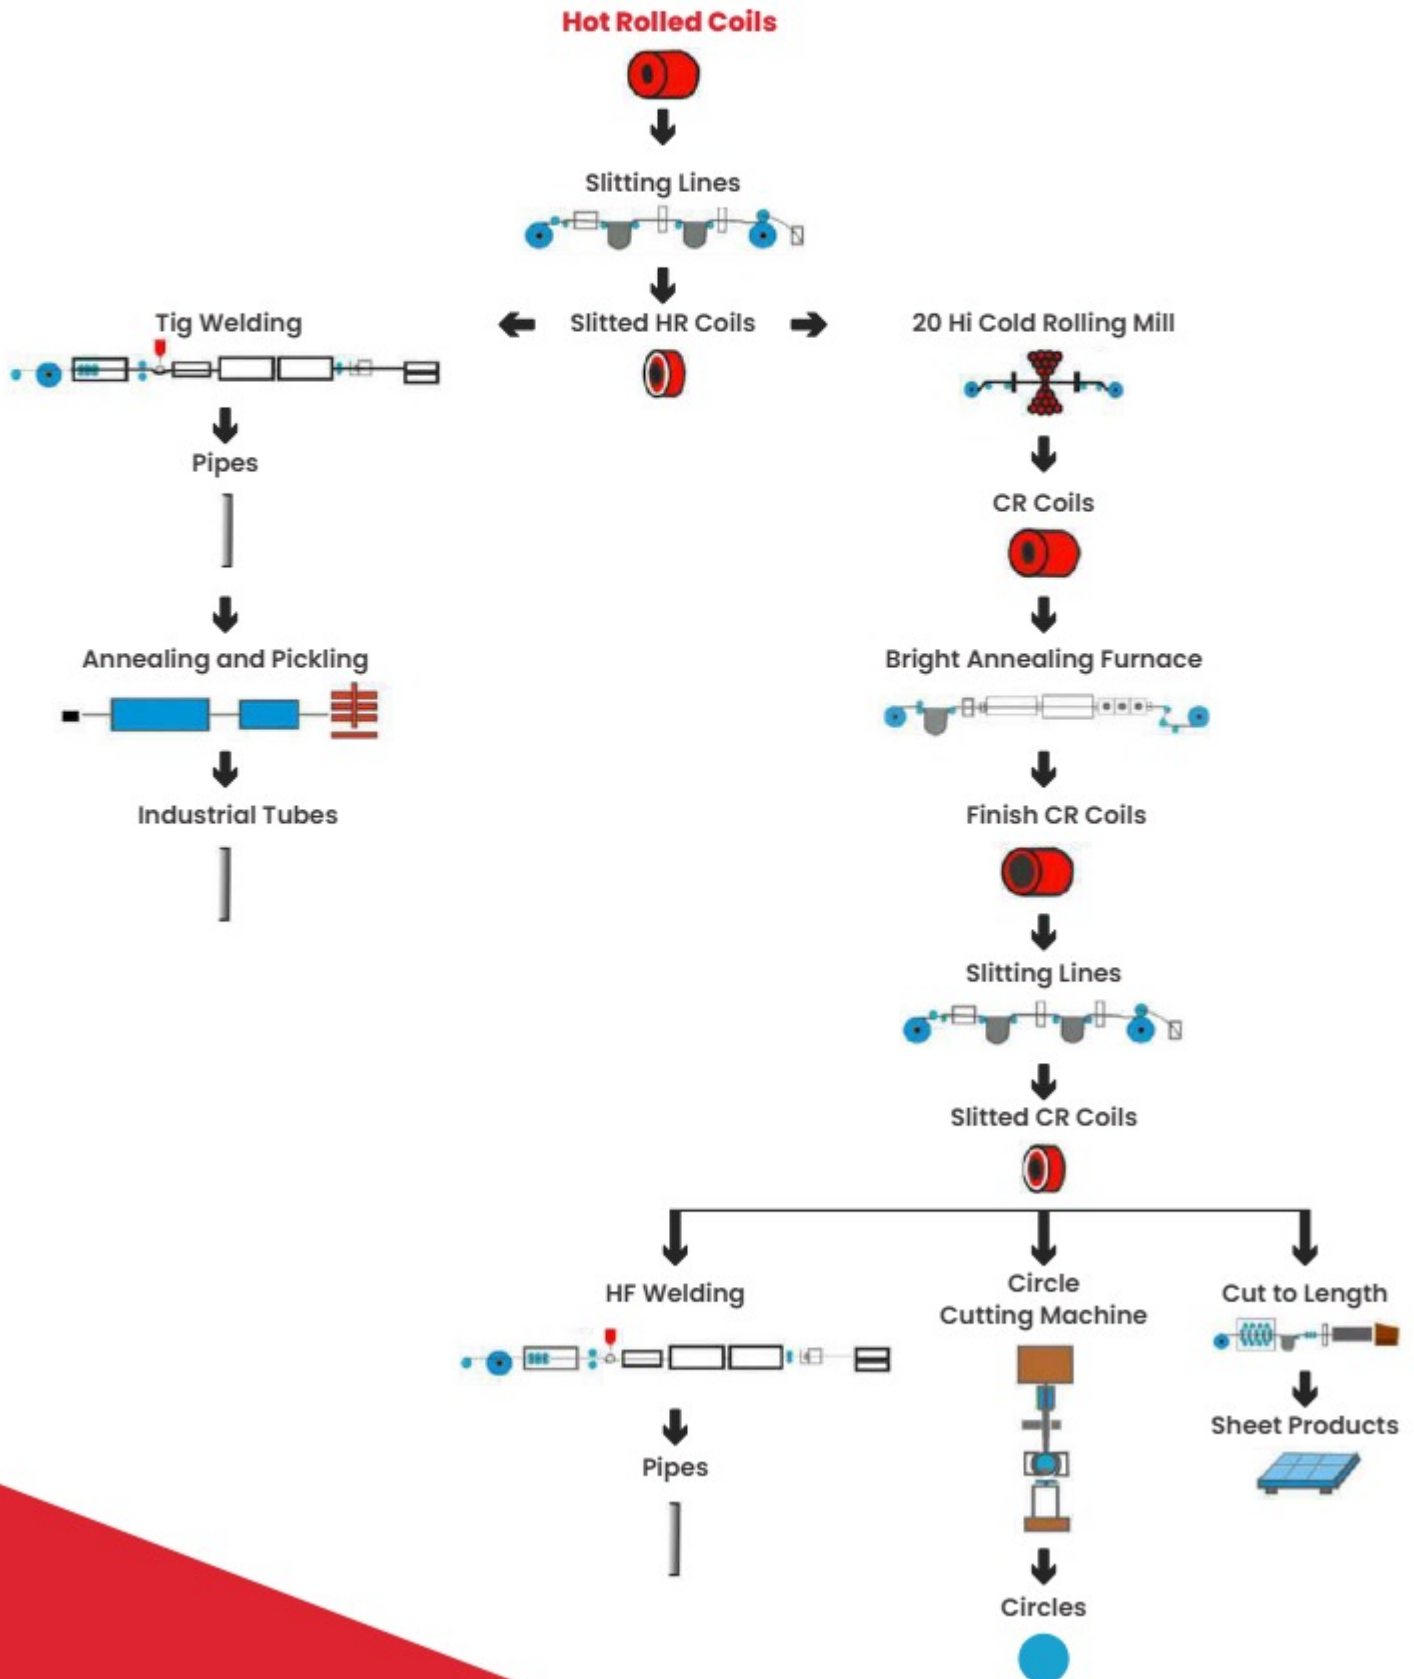 Hot Rolled Coils
Slitting Lines
Tig Welding
Slitted HR Coils
20 Hi Cold Rolling Mill
Pipes
CR Coils
Annealing and Pickling
Bright Annealing Furnace
Industrial Tubes
Finish CR Coils
Slitting Lines
Slitted CR Coils
HF Welding
Circle
Cutting Machine
Cut to Length
Pipes
Sheet Products
Circles